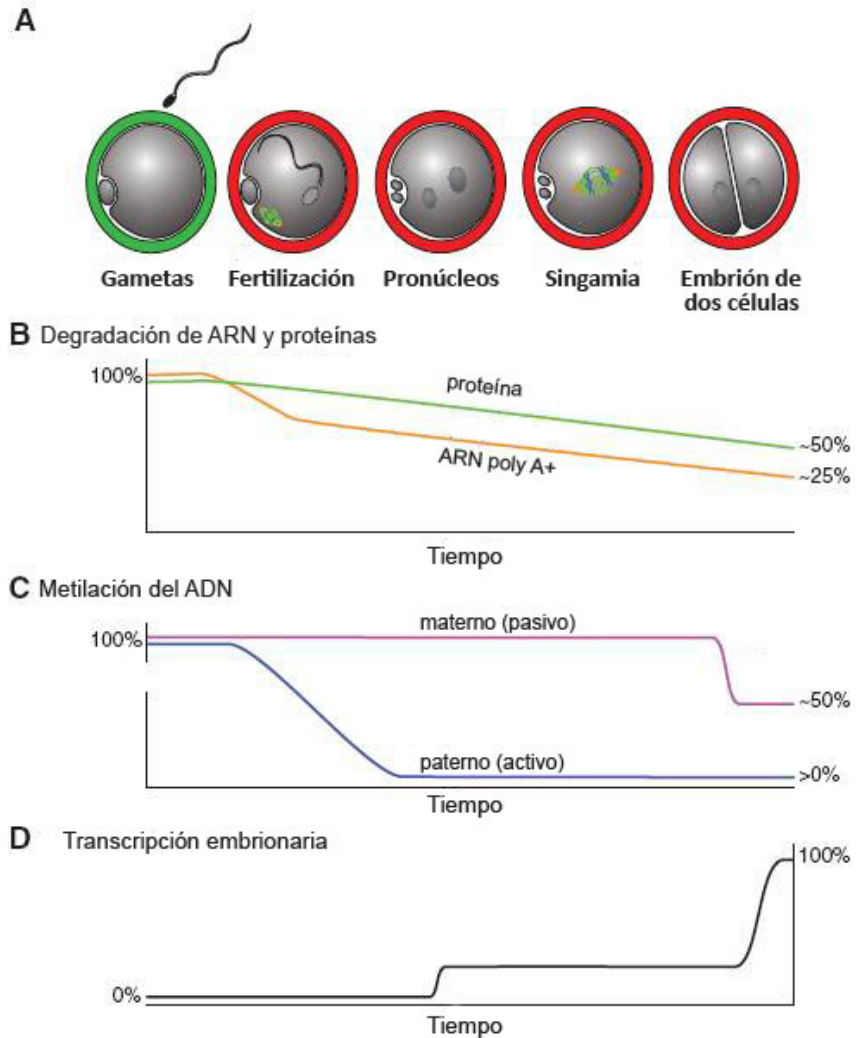 A
Gametas
Fertilización
Pronúcleos
Singamia
Embrión de
dos células
B Degradación de ARN y proteínas
100%
proteína
ARN poly A+
~50%
~25%
Tiempo
C Metilación del ADN
100%
materno (pasivo)
~50%
paterno (activo)
>0%
Tiempo
D Transcripción embrionaria
100%
0%
Tiempo